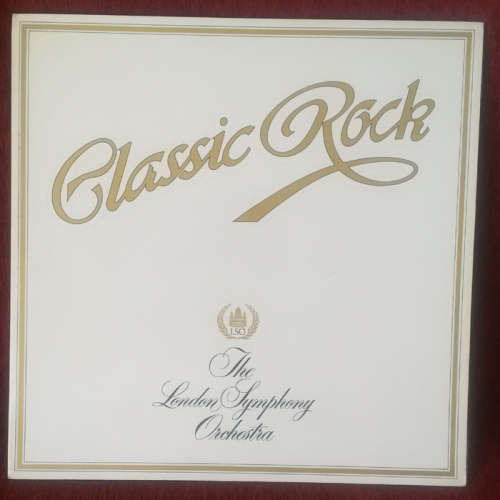 Classic Rock
LSO
The
London Symphony
Orchestra